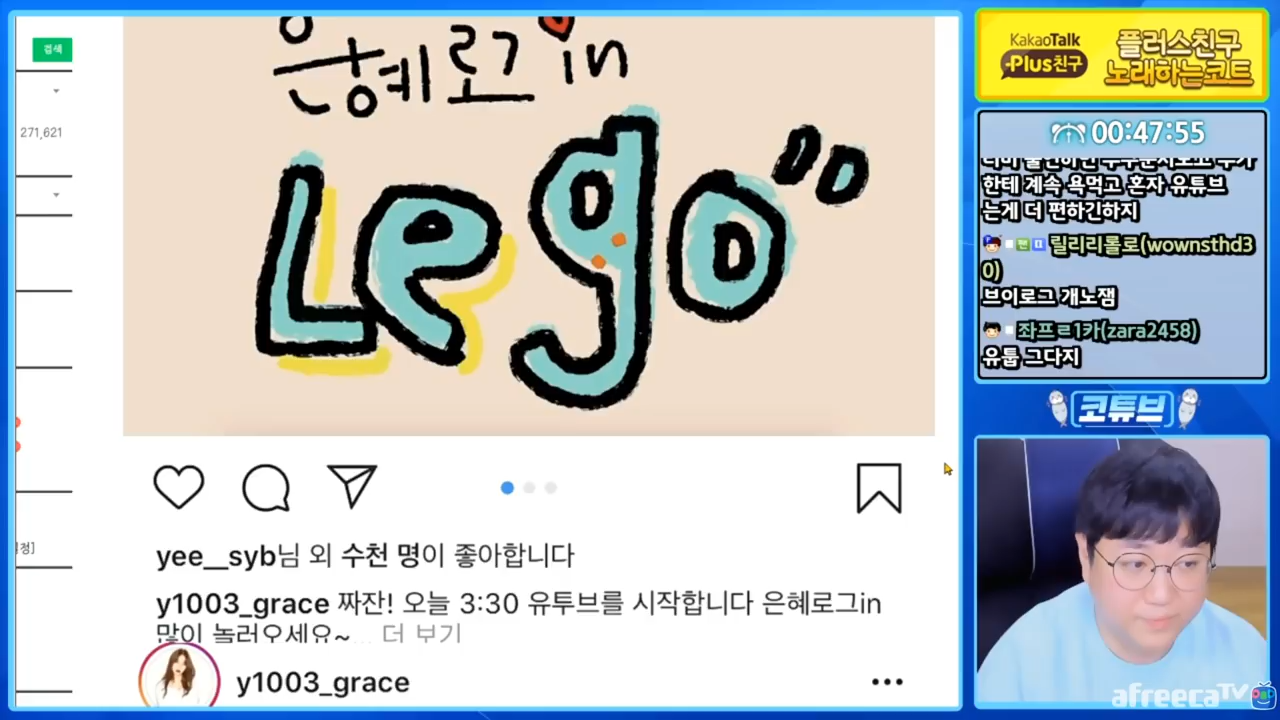 검색
271,621
정]
은혜로그in
Lego
yee__syb님 외 수천 명이 좋아합니다
y1003_grace 짜잔! 오늘 3:30 유투브를 시작합니다 은혜로그in
많이 놀러오세요~... 더 보기
y1003_grace
KakaoTalk
Plus친구
플러스친구
노래하는코트
00:47:55
한테 계속 욕먹고 혼자 유튜브
는게 더 편하긴하지
팬
릴리리롤로(wownsthd3
0)
브이로그 개노잼
좌프ㄹ1카(zara2458)
유툽 그다지
코튜브
afreecaTV